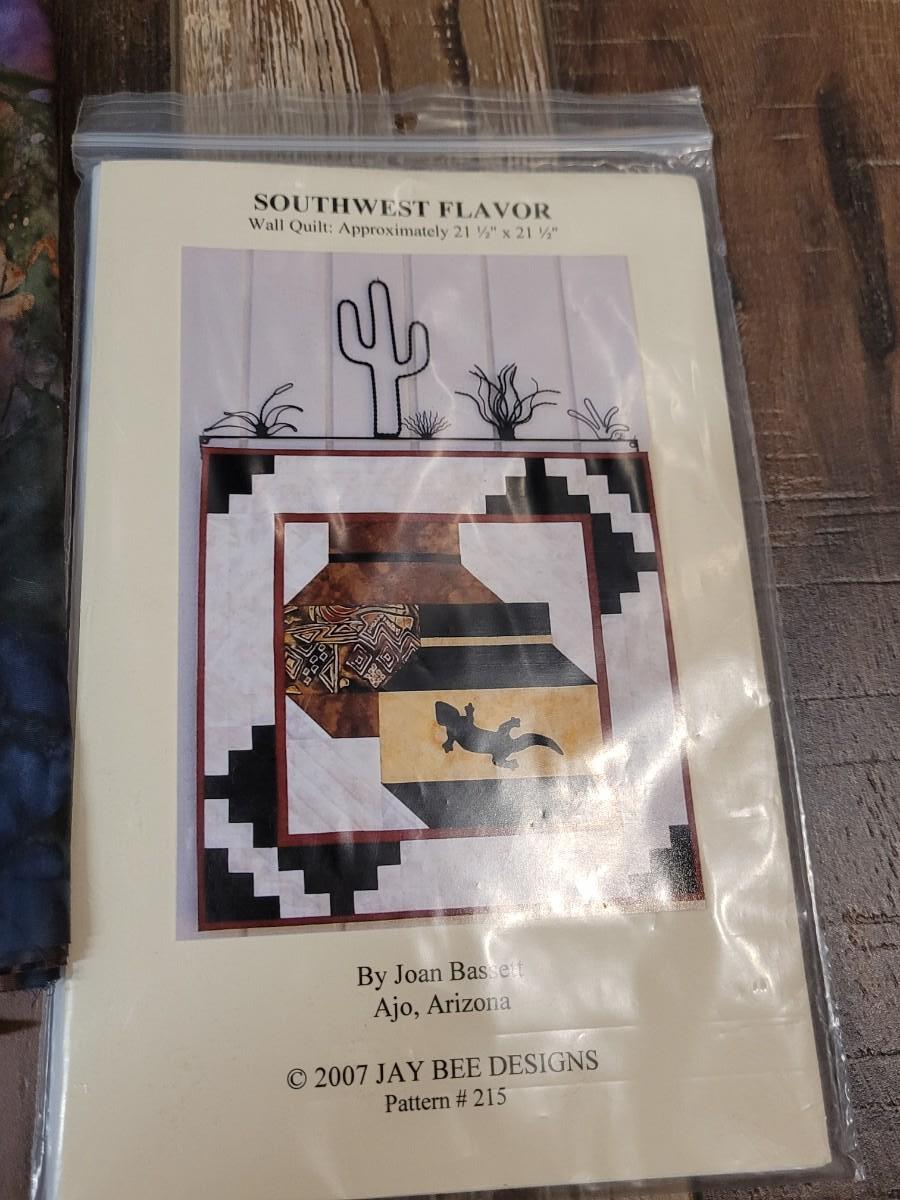 SOUTHWEST FLAVOR
Wall Quilt: Approximately 21 ½" x 21 ½"
By Joan Bassett
Ajo, Arizona
© 2007 JAY BEE DESIGNS
Pattern # 215